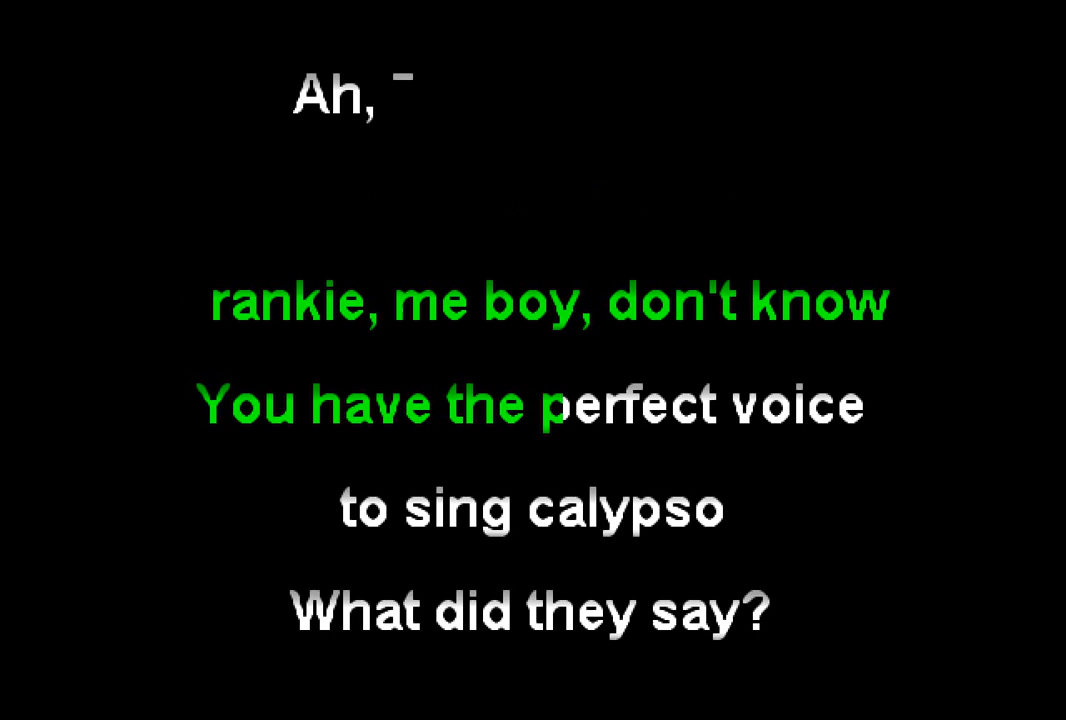 Ah,
rankie, me boy, don't know
You have the perfect voice
to sing calypso
What did they say?